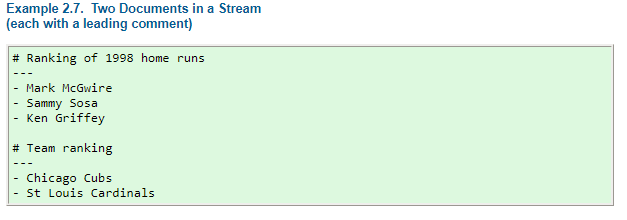 Example 2.7.  Two Documents in a Stream
(each with a leading comment)
# Ranking of 1998 home runs
---
- Mark McGwire
- Sammy Sosa
- Ken Griffey
# Team ranking
---
- Chicago Cubs
- St Louis Cardinals